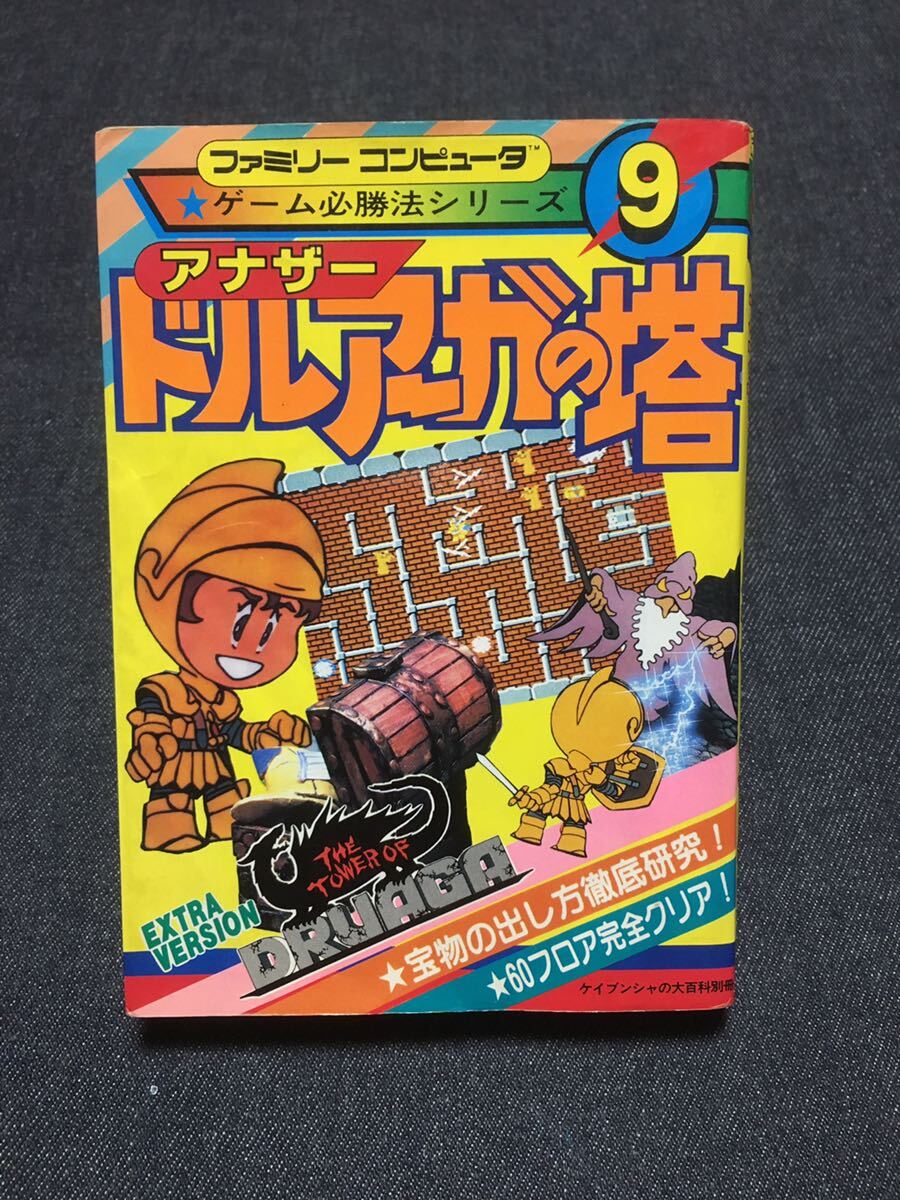 ファミリー コンピュータ™
★ゲーム必勝法シリーズ
9
アナザー
ドルアーガの塔
THE
TOWER OF
DRUAGA
EXTRA
VERSION
★宝物の出し方徹底研究!
★60フロア完全クリア!
ケイブンシャの大百科別冊